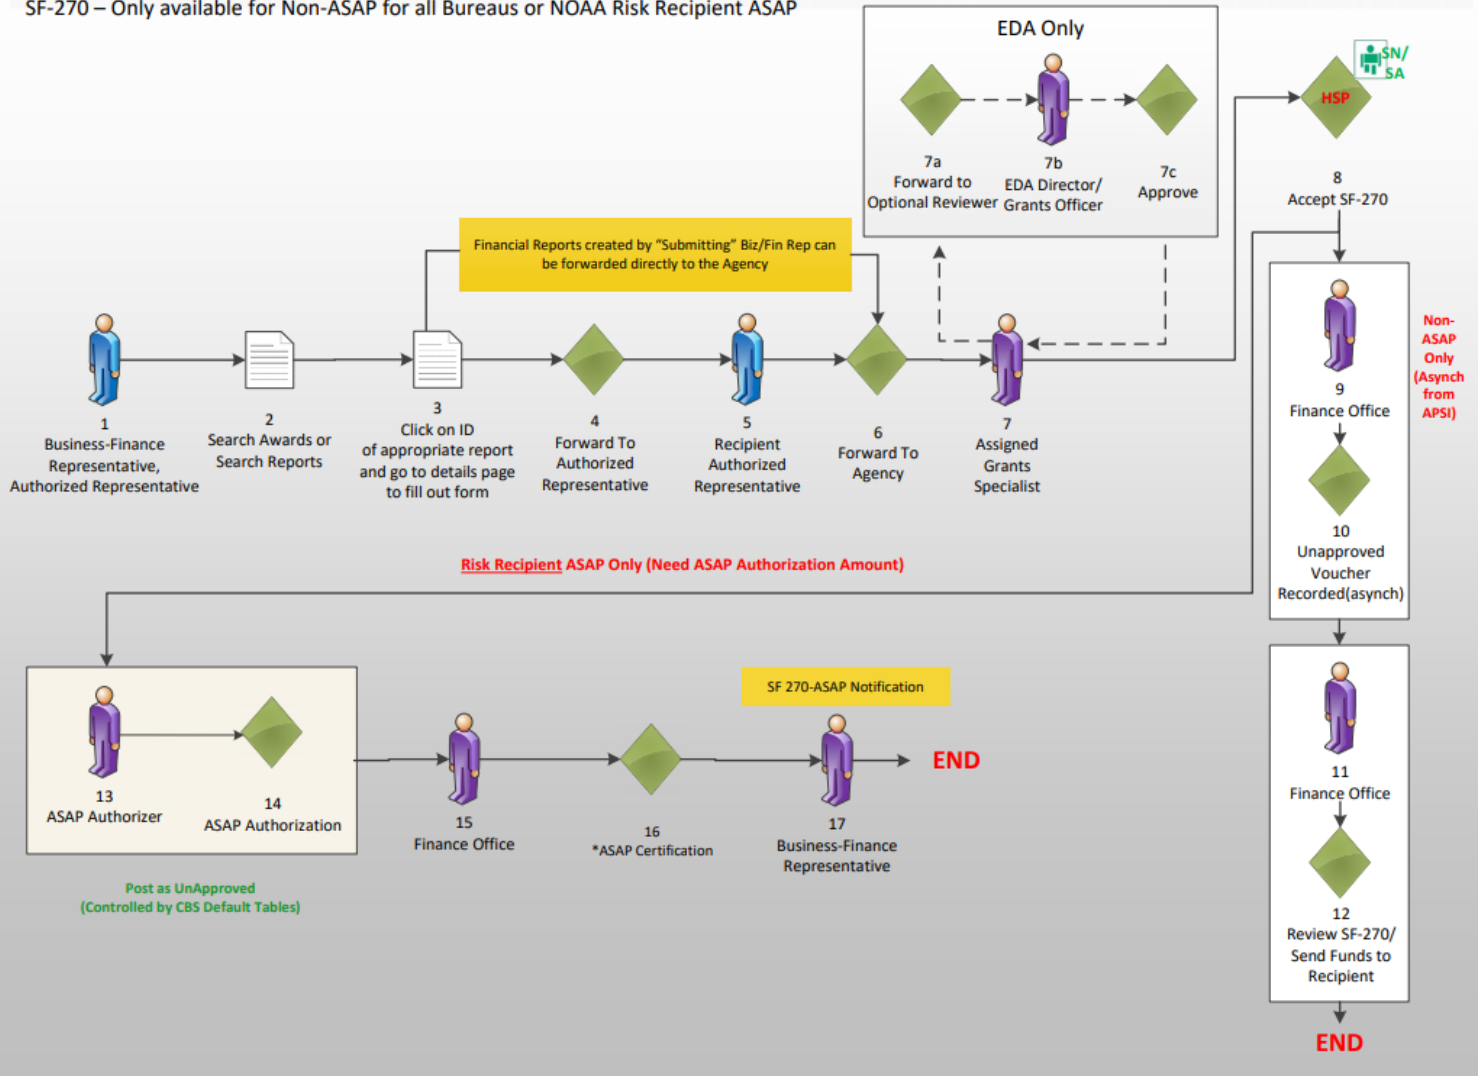 SF-270 – Only available for Non-ASAP for all Bureaus or NOAA Risk Recipient ASAP
EDA Only
7a
Forward to
Optional Reviewer
7b
EDA Director/
Grants Officer
7c
Approve
SN/
SA
HSP
8
Accept SF-270
Financial Reports created by “Submitting” Biz/Fin Rep can
be forwarded directly to the Agency
1
Business-Finance
Representative,
Authorized Representative
2
Search Awards or
Search Reports
3
Click on ID
of appropriate report
and go to details page
to fill out form
4
Forward To
Authorized
Representative
5
Recipient
Authorized
Representative
6
Forward To
Agency
7
Assigned
Grants
Specialist
Non-
ASAP
Only
(Asynch
from
APSI)
9
Finance Office
10
Unapproved
Voucher
Recorded(asynch)
11
Finance Office
12
Review SF-270/
Send Funds to
Recipient
END
Risk Recipient ASAP Only (Need ASAP Authorization Amount)
13
ASAP Authorizer
14
ASAP Authorization
Post as UnApproved
(Controlled by CBS Default Tables)
15
Finance Office
16
*ASAP Certification
SF 270-ASAP Notification
17
Business-Finance
Representative
END